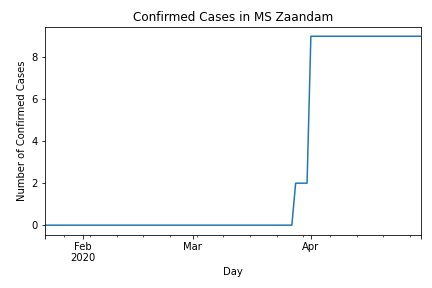 Confirmed Cases in MS Zaandam
Number of Confirmed Cases
8
6
4
2
0
Feb Mar Apr
2020
Day